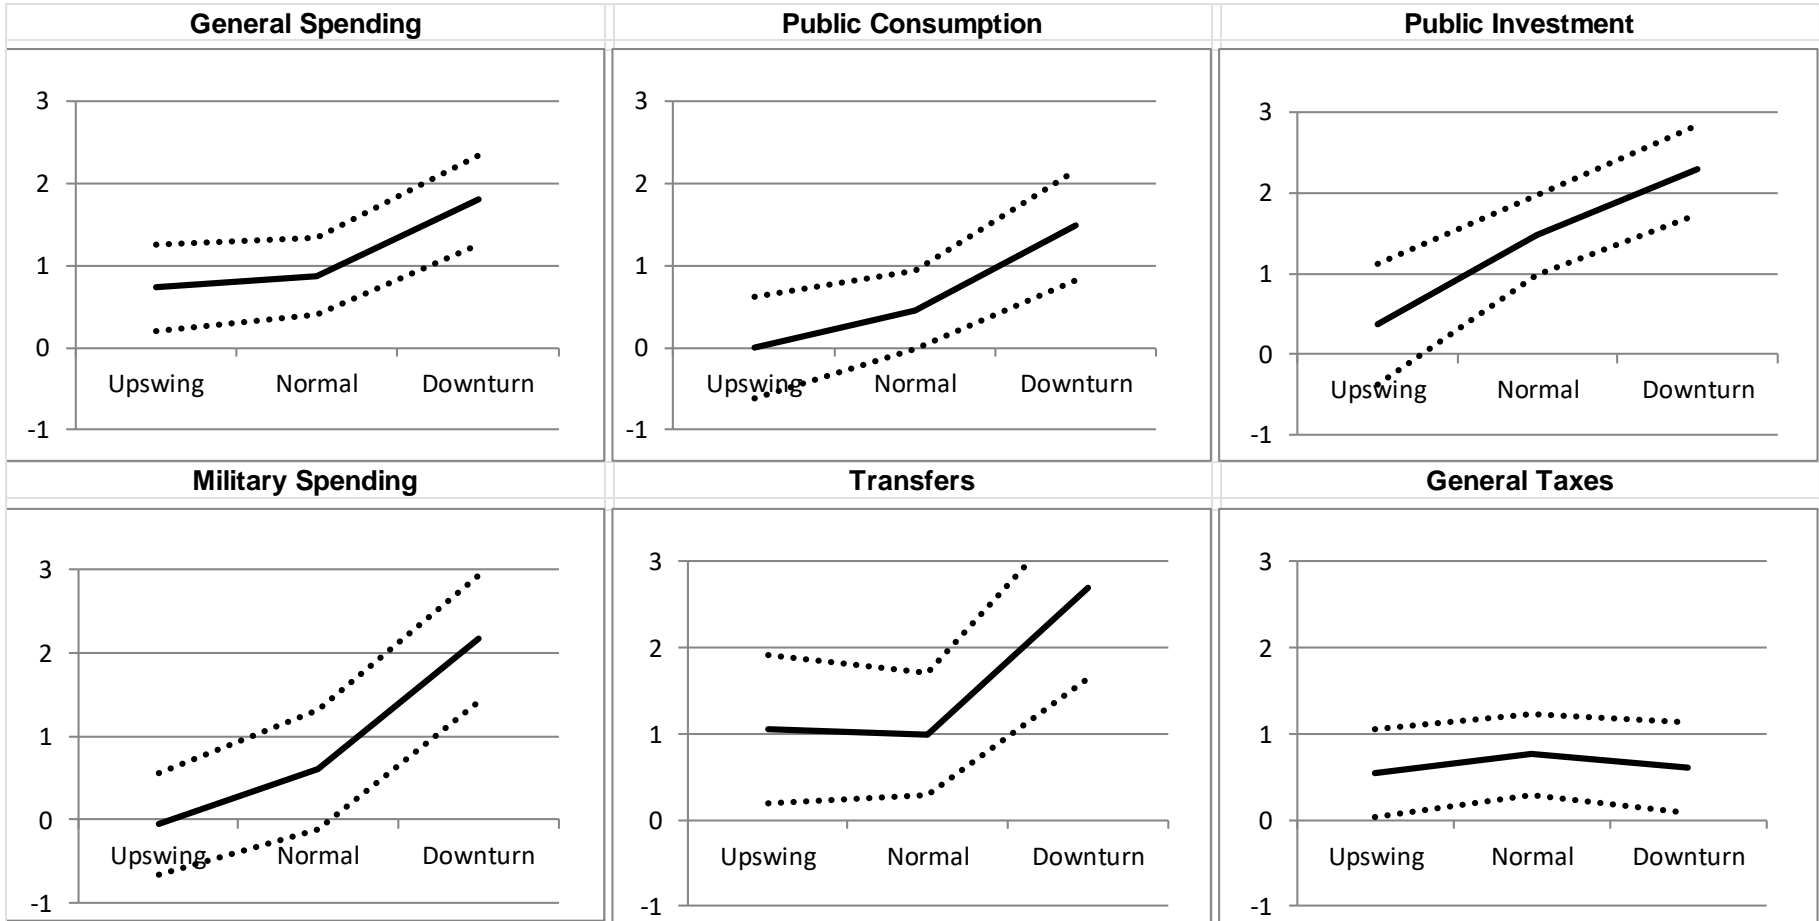 General Spending
Public Consumption
Public Investment
3
2
1
0
-1
Upswing Normal Downturn
3
2
1
0
-1
Upswing Normal Downturn
3
2
1
0
-1
Upswing Normal Downturn
Military Spending
Transfers
General Taxes
3
2
1
0
-1
Upswing Normal Downturn
3
2
1
0
-1
Upswing Normal Downturn
3
2
1
0
-1
Upswing Normal Downturn